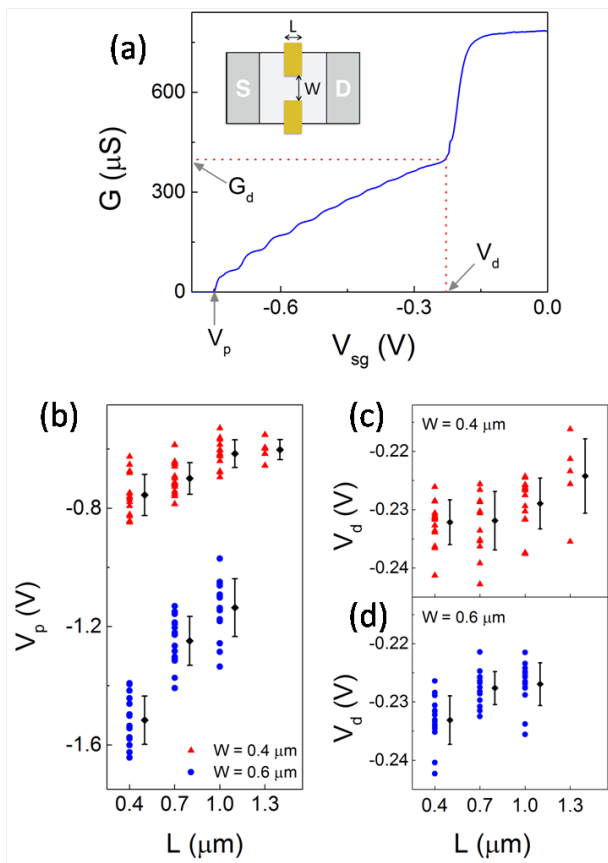 (a)
L
S
W
D
600
300
0
G (μS)
G_d
V_d
V_p
-0.6
-0.3
0.0
V_sg (V)
(b)
-0.8
-1.2
-1.6
V_p (V)
W = 0.4 μm
W = 0.6 μm
0.4 0.7 1.0 1.3
L (μm)
(c)
W = 0.4 μm
-0.22
-0.23
-0.24
V_d (V)
(d)
W = 0.6 μm
-0.22
-0.23
-0.24
V_d (V)
0.4 0.7 1.0 1.3
L (μm)